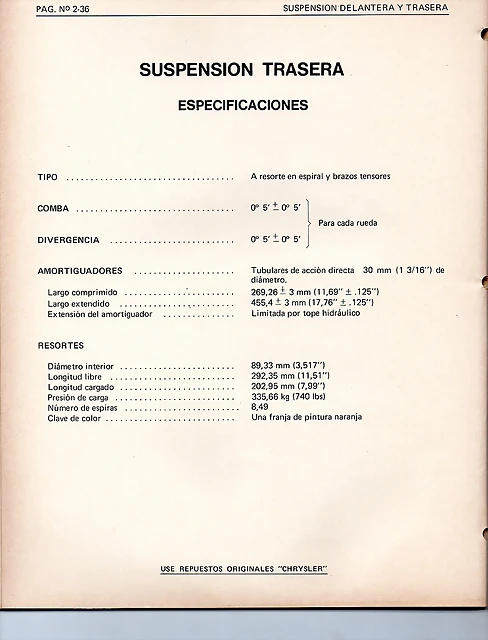 PAG. Nº 2-36 SUSPENSION DELANTERA Y TRASERA
SUSPENSION TRASERA
ESPECIFICACIONES
TIPO ................................. A resorte en espiral y brazos tensores
COMBA ............................... 0º 5' ± 0º 5'
Para cada rueda
DIVERGENCIA ........................ 0º 5' ± 0º 5'
AMORTIGUADORES ................... Tubulares de acción directa 30 mm (1 3/16") de
diámetro.
Largo comprimido ..................... 269,26 ± 3 mm (11,69" ± .125")
Largo extendido ..................... 455,4 ± 3 mm (17,76" ± .125")
Extensión del amortiguador ............. Limitada por tope hidráulico
RESORTES
Diámetro interior ....................... 89,33 mm (3,517")
Longitud libre ......................... 292,35 mm (11,51")
Longitud cargado ...................... 202,95 mm (7,99")
Presión de carga ........................ 335,66 kg (740 lbs)
Número de espiras ....................... 8,49
Clave de color .......................... Una franja de pintura naranja
USE REPUESTOS ORIGINALES "CHRYSLER"